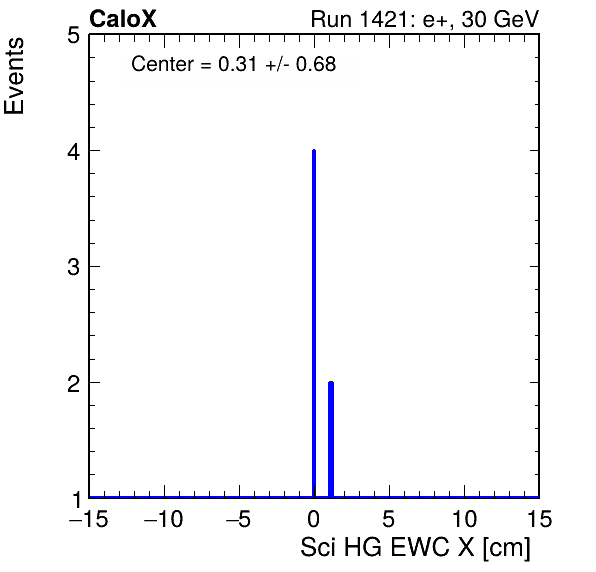 CaloX Run 1421: e+, 30 GeV
Center = 0.31 +/- 0.68
Events
5
4
3
2
1
−15 −10 −5 0 5 10 15
Sci HG EWC X [cm]